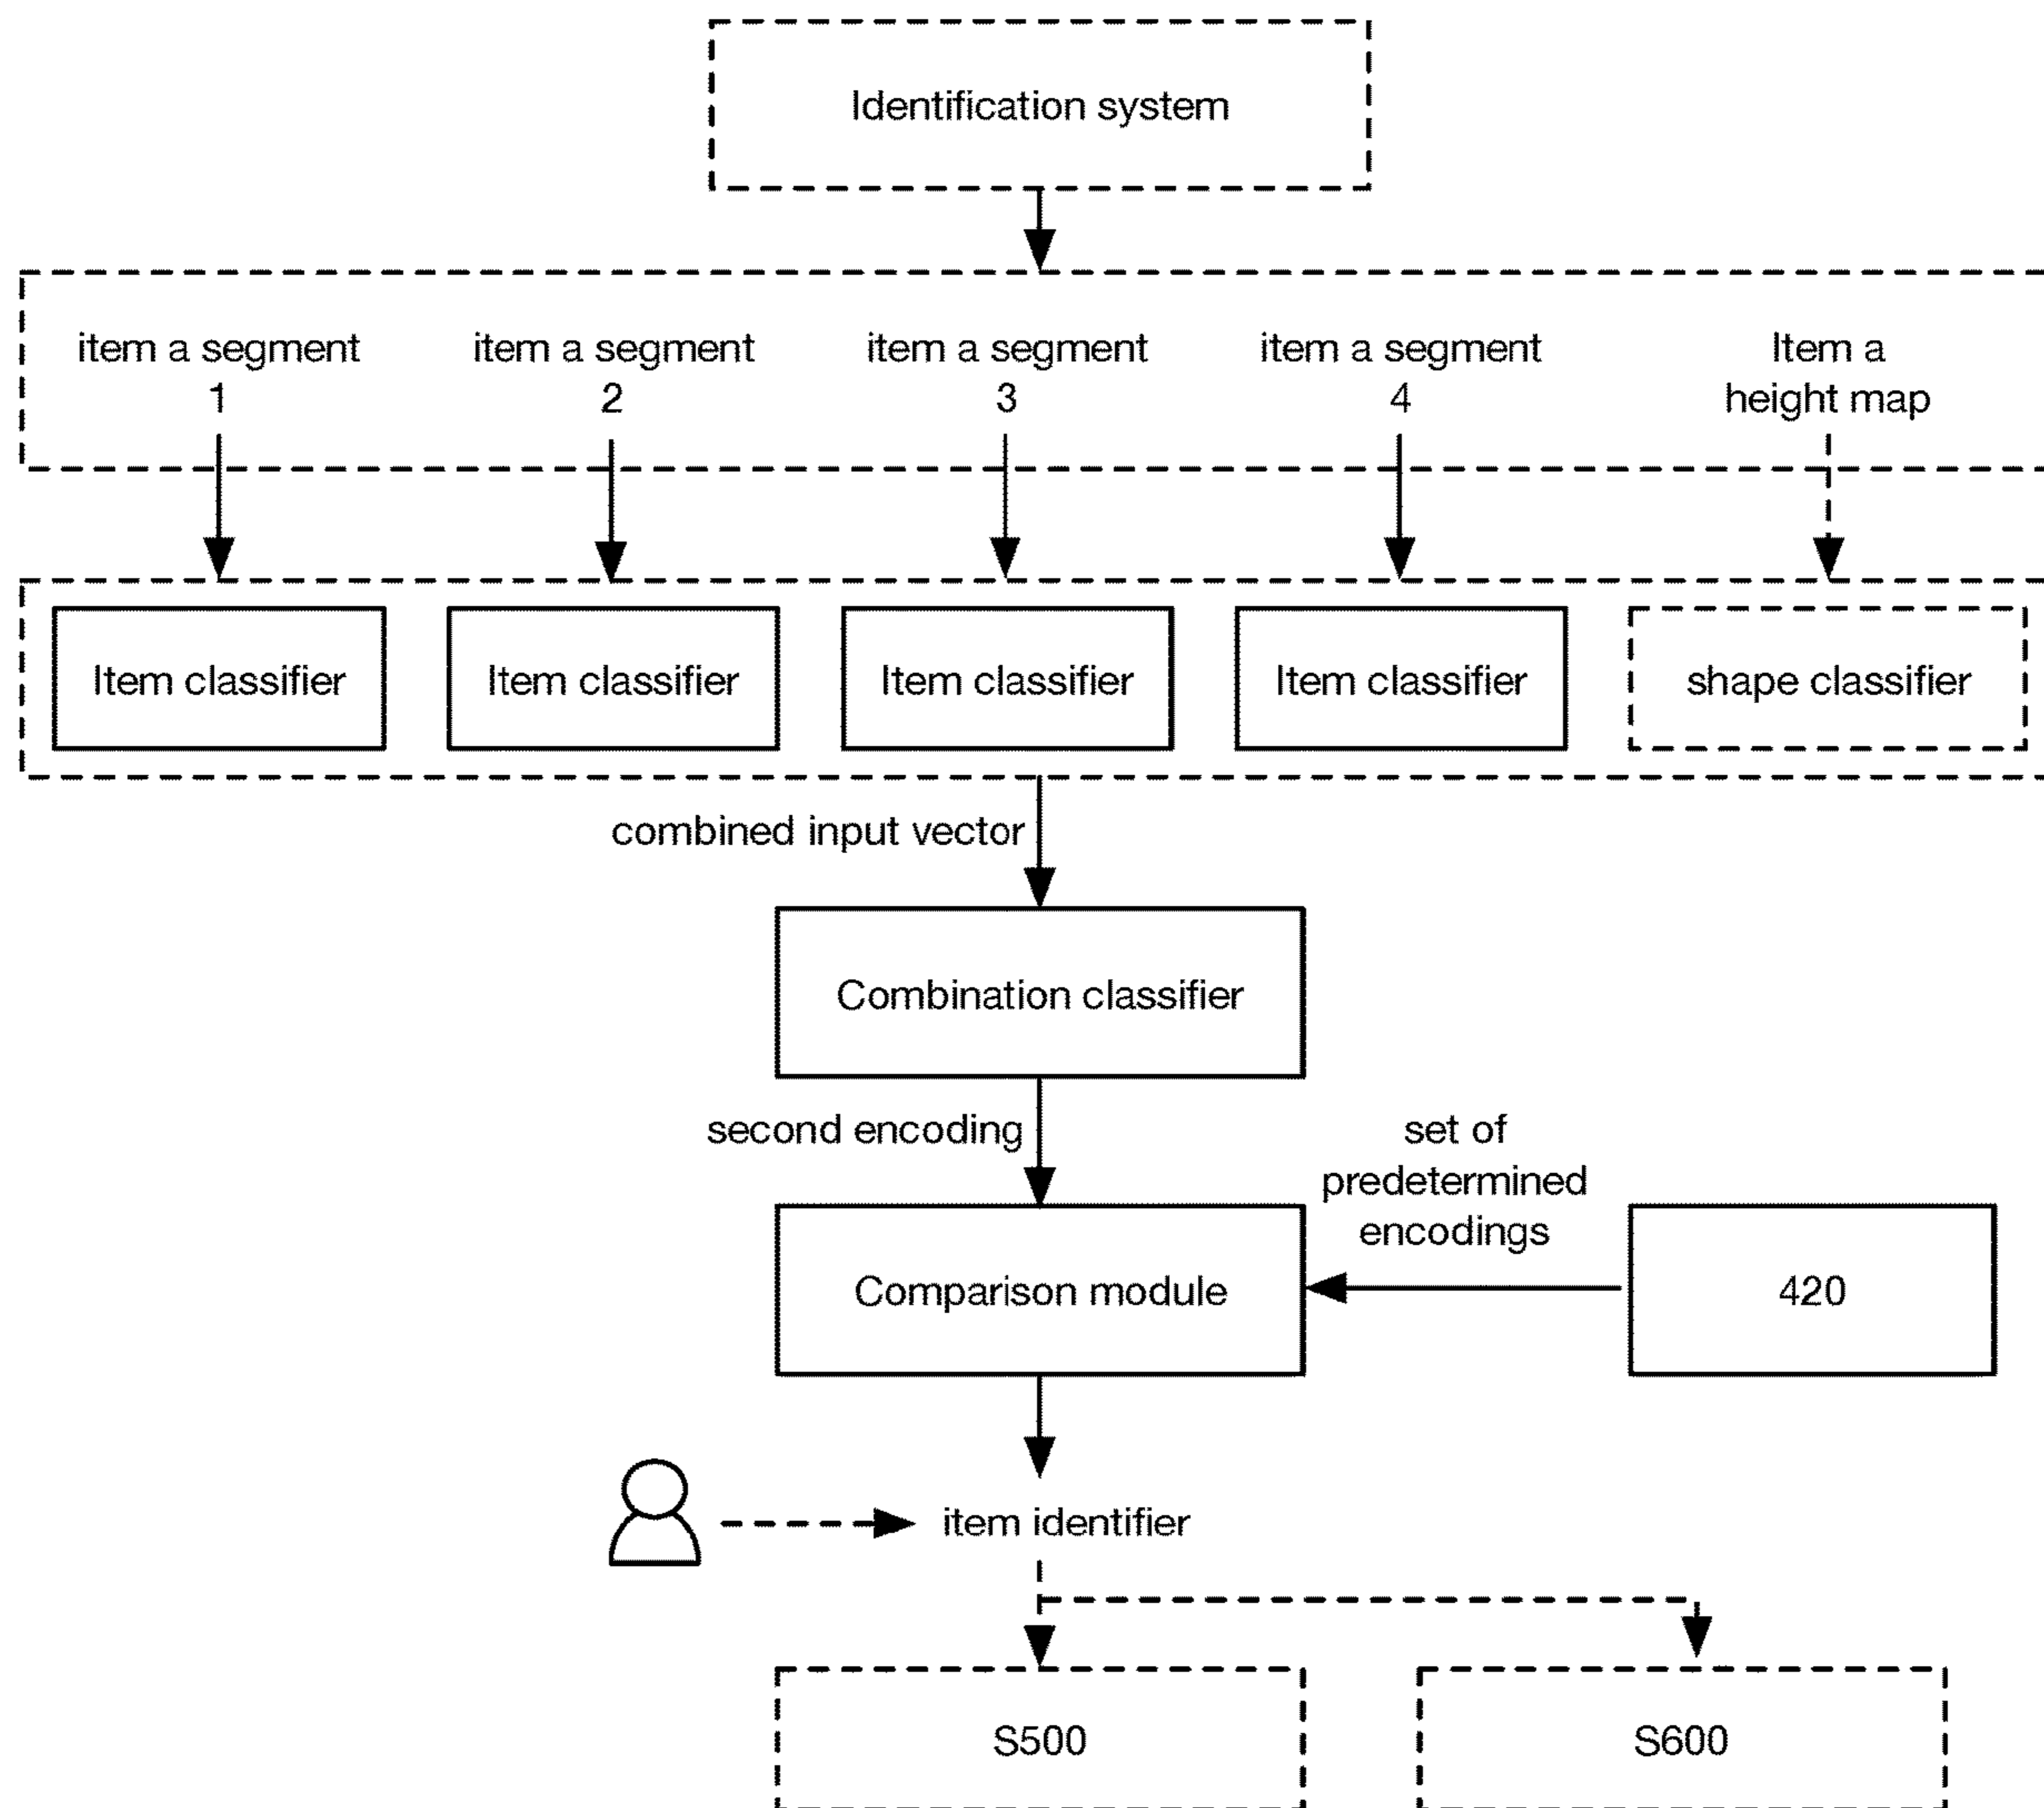 Identification system
item a segment
1
item a segment
2
item a segment
3
item a segment
4
Item a
height map
Item classifier
Item classifier
Item classifier
Item classifier
shape classifier
combined input vector
Combination classifier
second encoding
set of
predetermined
encodings
Comparison module
420
item identifier
S500
S600